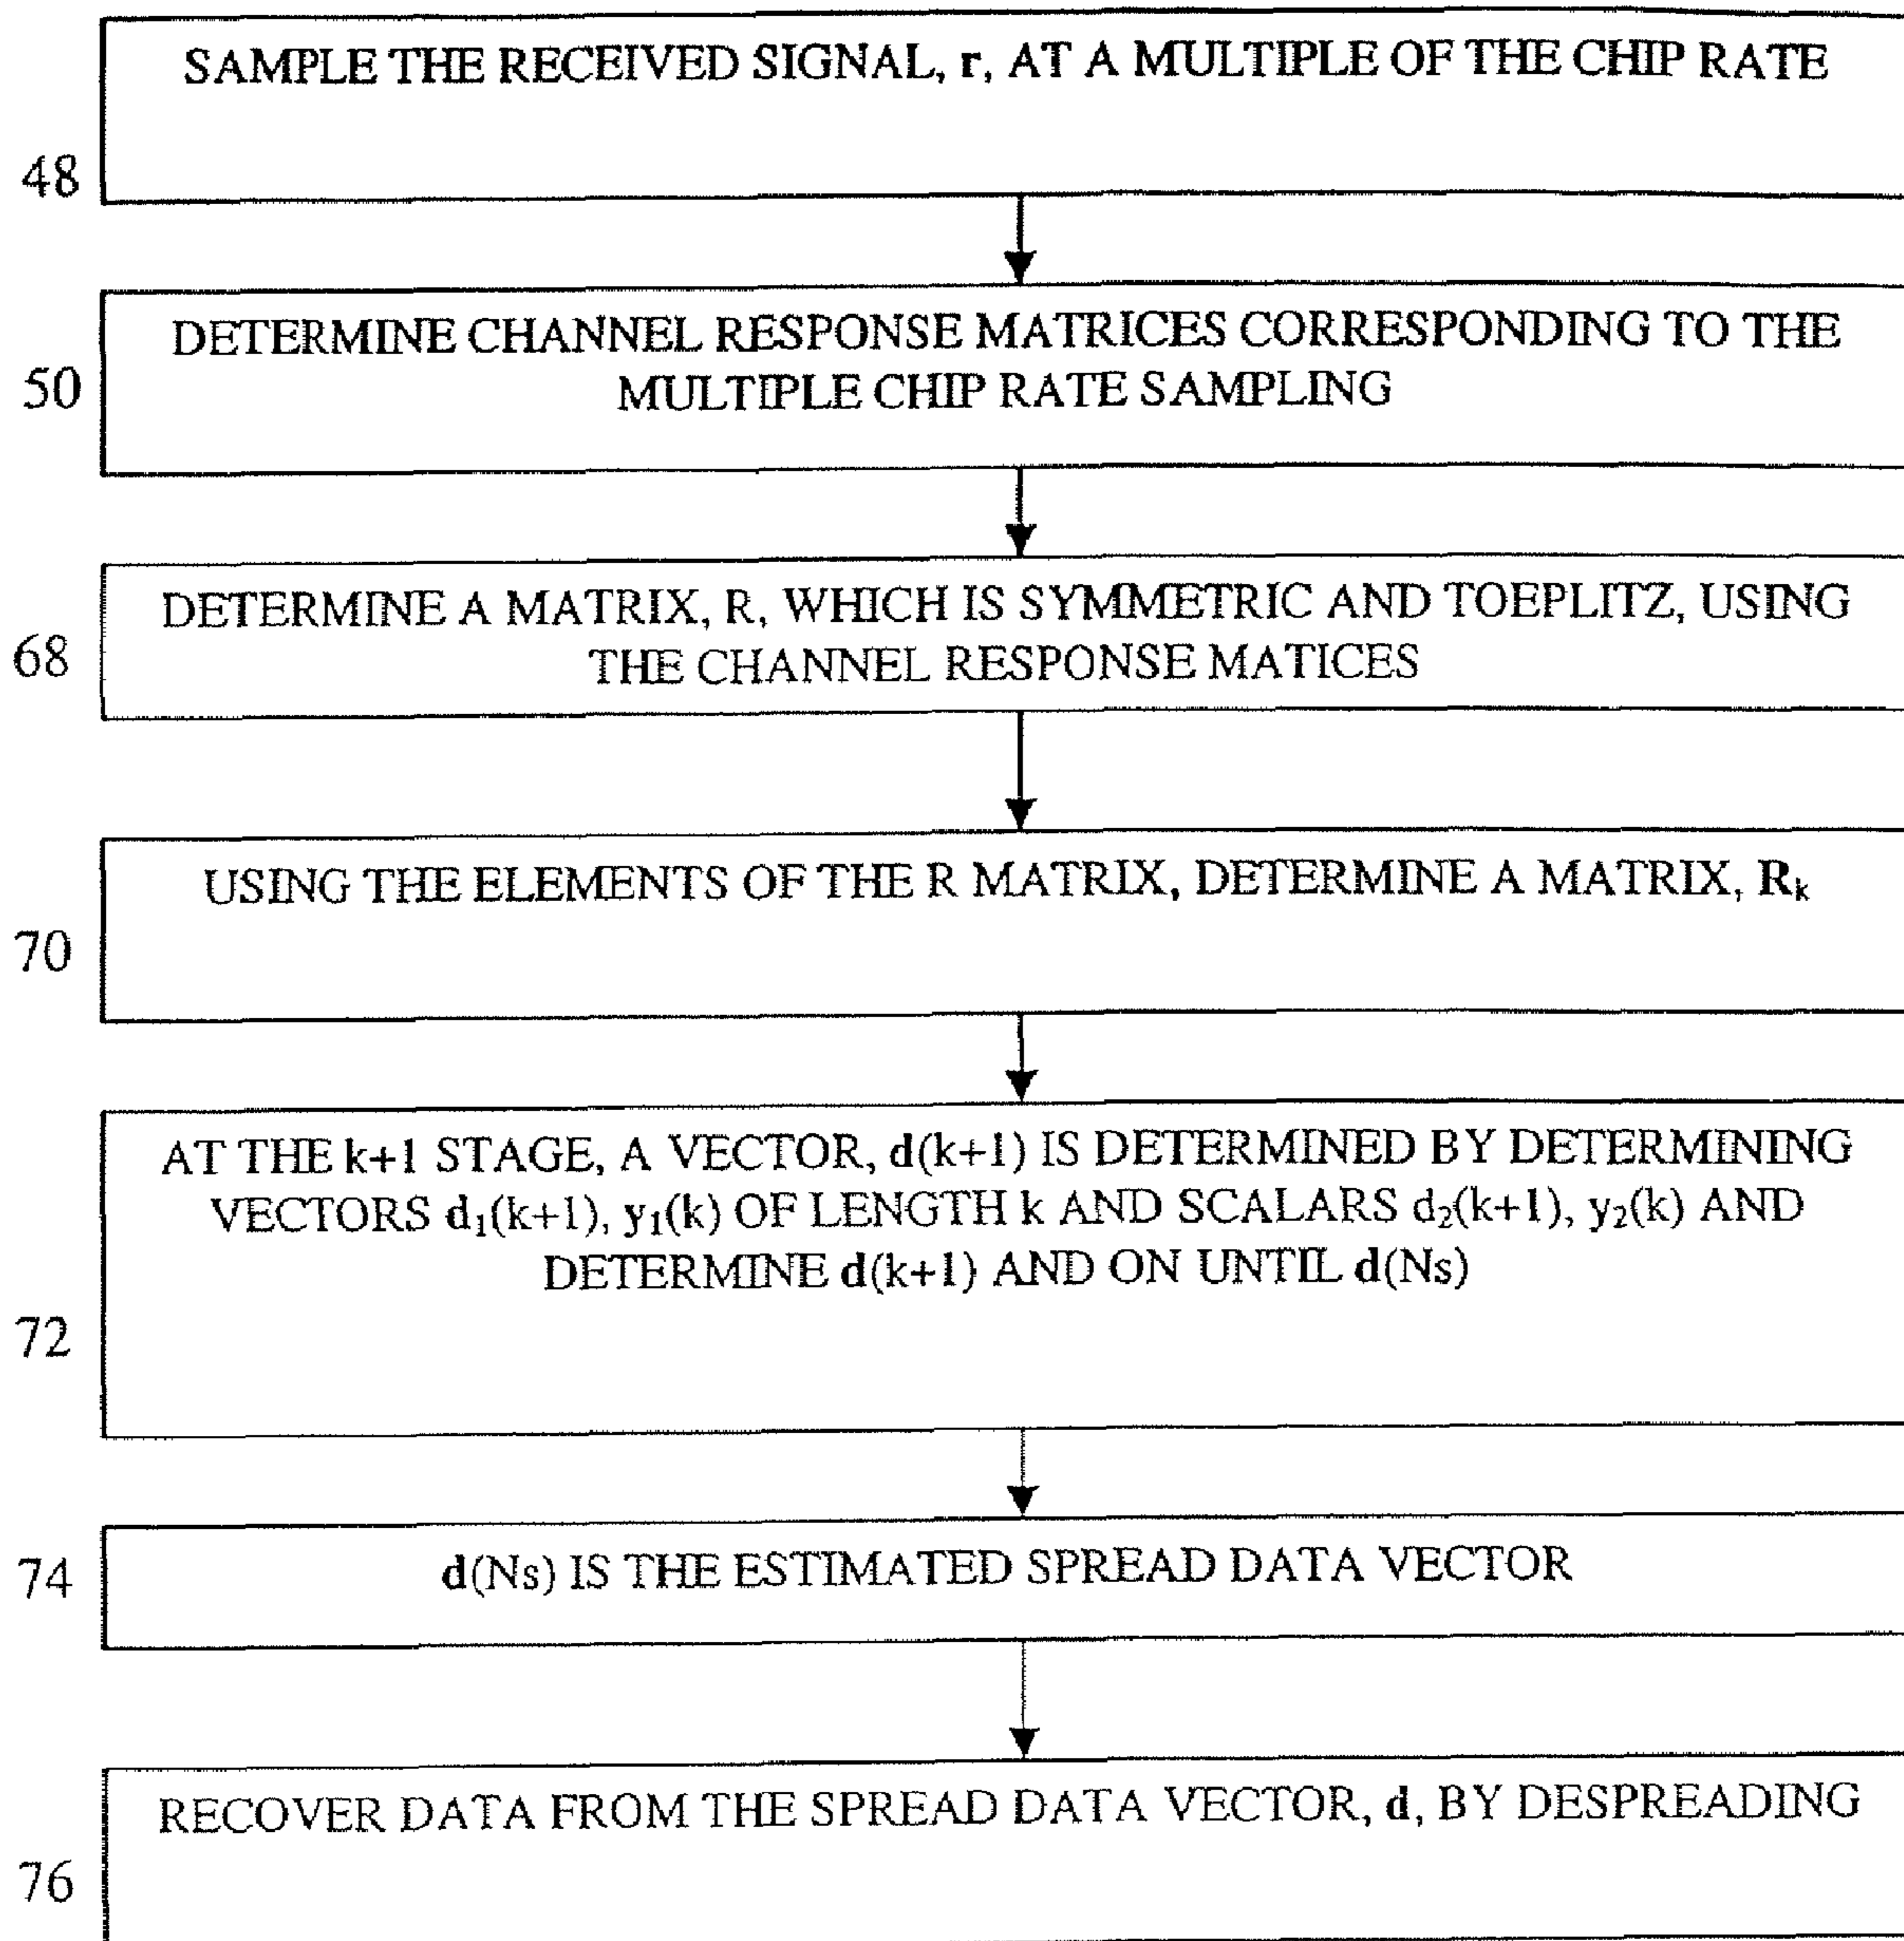 SAMPLE THE RECEIVED SIGNAL, r, AT A MULTIPLE OF THE CHIP RATE
48
DETERMINE CHANNEL RESPONSE MATRICES CORRESPONDING TO THE
MULTIPLE CHIP RATE SAMPLING
50
DETERMINE A MATRIX, R, WHICH IS SYMMETRIC AND TOEPLITZ, USING
THE CHANNEL RESPONSE MATICES
68
USING THE ELEMENTS OF THE R MATRIX, DETERMINE A MATRIX, Rₖ
70
AT THE k+1 STAGE, A VECTOR, d(k+1) IS DETERMINED BY DETERMINING
VECTORS d₁(k+1), y₁(k) OF LENGTH k AND SCALARS d₂(k+1), y₂(k) AND
DETERMINE d(k+1) AND ON UNTIL d(Ns)
72
d(Ns) IS THE ESTIMATED SPREAD DATA VECTOR
74
RECOVER DATA FROM THE SPREAD DATA VECTOR, d, BY DESPREADING
76